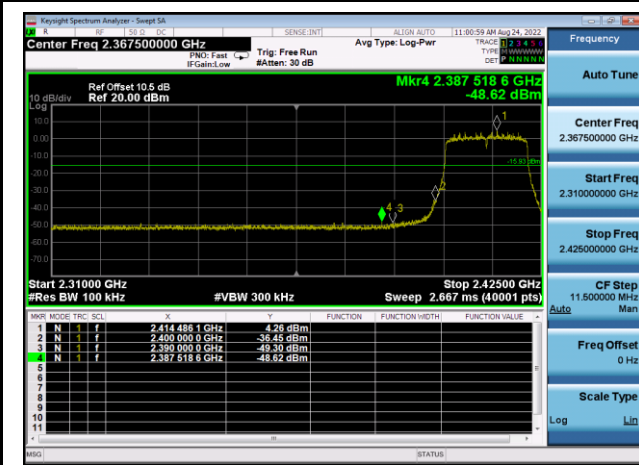 Keysight Spectrum Analyzer - Swept SA
R RF 50 Ω DC SENSE:INT ALIGN AUTO 11:00:59 AM Aug 24, 2022
Center Freq 2.367500000 GHz
PNO: Fast
IFGain:Low
Trig: Free Run
#Atten: 30 dB
Avg Type: Log-Pwr
TRACE 1 2 3 4 5 6
TYPE M W W W W W
DET P N N N N N
Ref Offset 10.5 dB
Ref 20.00 dBm
10 dB/div
Log
Mkr4 2.387 518 6 GHz
-48.62 dBm
10.0
0.00
-10.0
-20.0
-30.0
-40.0
-50.0
-60.0
-70.0
1
-15.93 dBm
2
4
3
Start 2.31000 GHz
Stop 2.42500 GHz
#Res BW 100 kHz
#VBW 300 kHz
Sweep 2.667 ms (40001 pts)
MKR MODE TRC SCL X Y FUNCTION FUNCTION WIDTH FUNCTION VALUE
1 N 1 f 2.414 486 1 GHz 4.26 dBm
2 N 1 f 2.400 000 0 GHz -36.45 dBm
3 N 1 f 2.390 000 0 GHz -49.30 dBm
4 N 1 f 2.387 518 6 GHz -48.62 dBm
5
6
7
8
9
10
11
MSG
STATUS
Frequency
Auto Tune
Center Freq
2.367500000 GHz
Start Freq
2.310000000 GHz
Stop Freq
2.425000000 GHz
CF Step
11.500000 MHz
Auto Man
Freq Offset
0 Hz
Scale Type
Log Lin